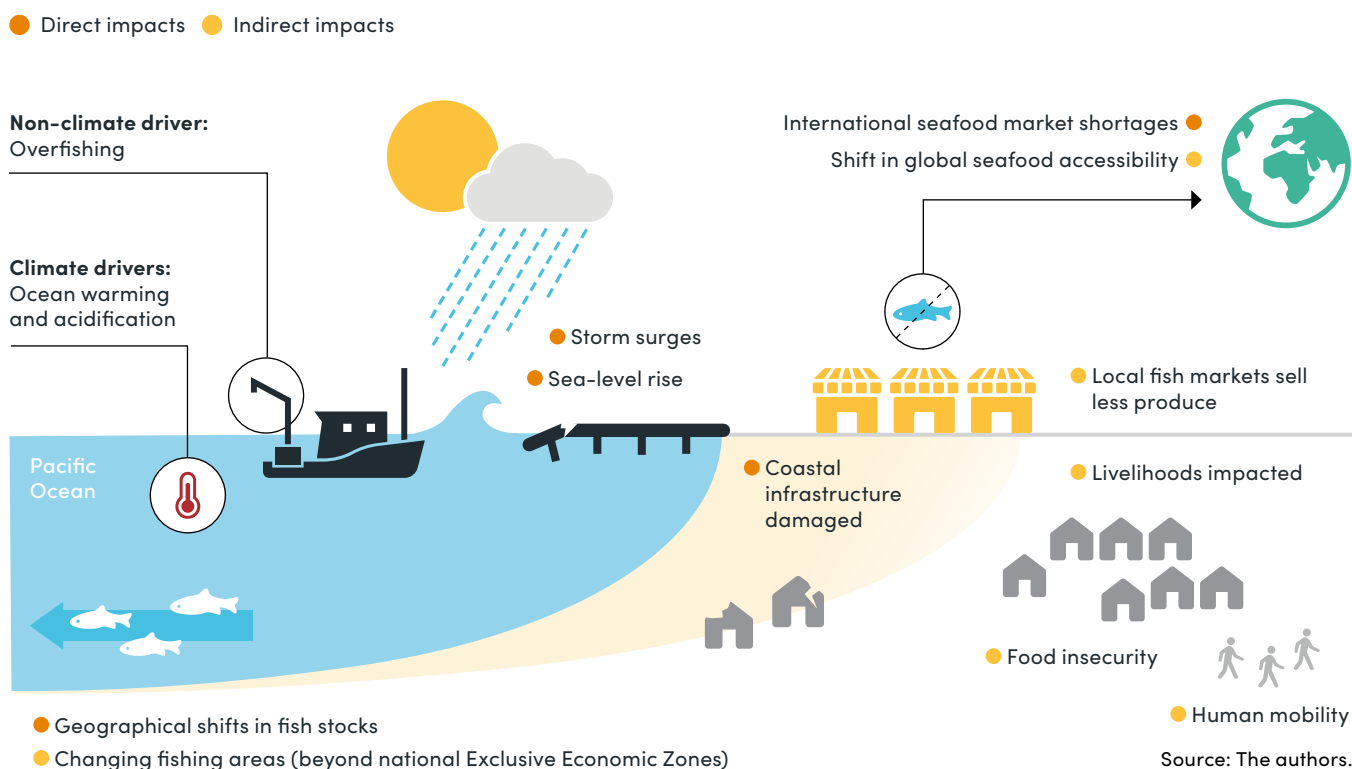 Direct impacts
Indirect impacts
Non-climate driver:
Overfishing
International seafood market shortages
Shift in global seafood accessibility
Climate drivers:
Ocean warming
and acidification
Storm surges
Sea-level rise
Local fish markets sell
less produce
Pacific
Ocean
Coastal
infrastructure
damaged
Livelihoods impacted
Food insecurity
Human mobility
Geographical shifts in fish stocks
Changing fishing areas (beyond national Exclusive Economic Zones)
Source: The authors.